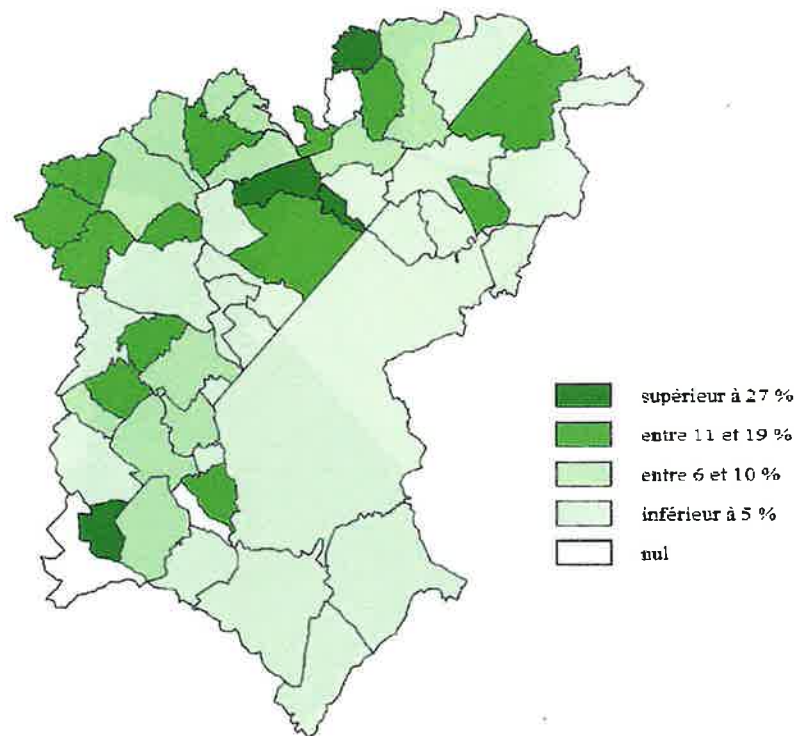 supérieur à 27 %
entre 11 et 19 %
entre 6 et 10 %
inférieur à 5 %
nul